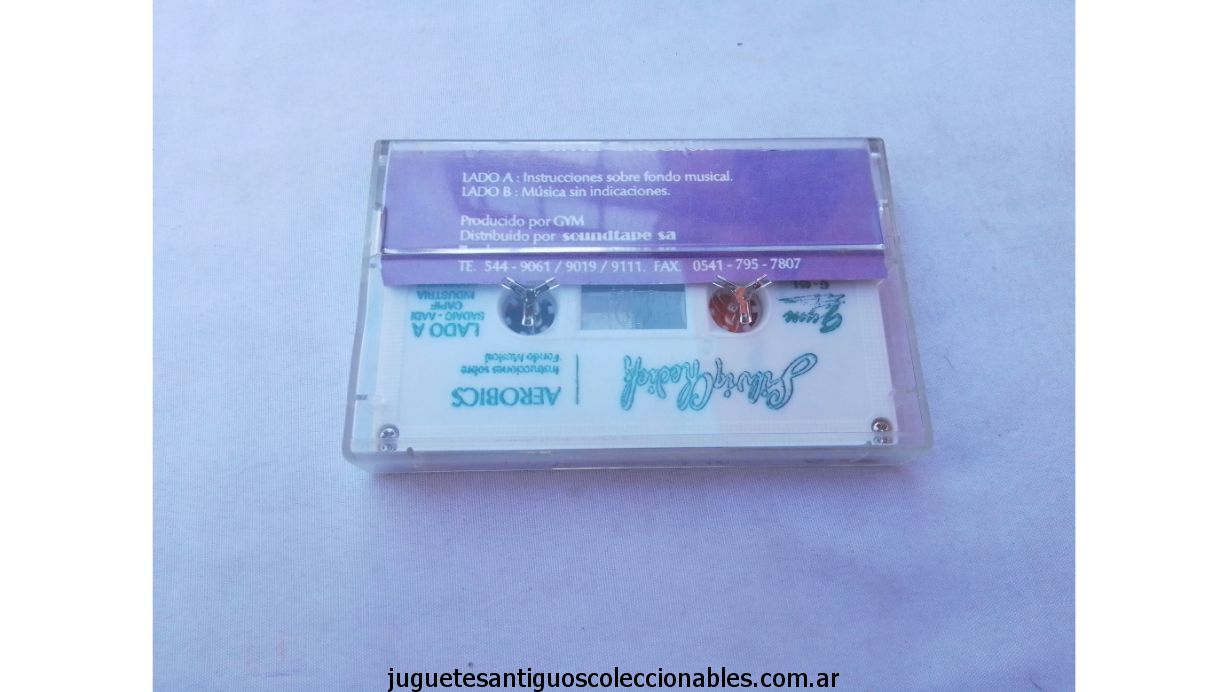 LADO A : Instrucciones sobre fondo musical.
LADO B : Música sin indicaciones.
Producido por GYM
Distribuido por soundtape sa
TE. 544 - 9061 / 9019 / 9111. FAX. 0541 - 795 - 7807
Silvia Chediek
AEROBICS
Instrucciones sobre
Fondo Musical
gym
LADO A
SADAIC - AADI
CAPIF
INDUSTRIA
juguetesantiguoscoleccionables.com.ar